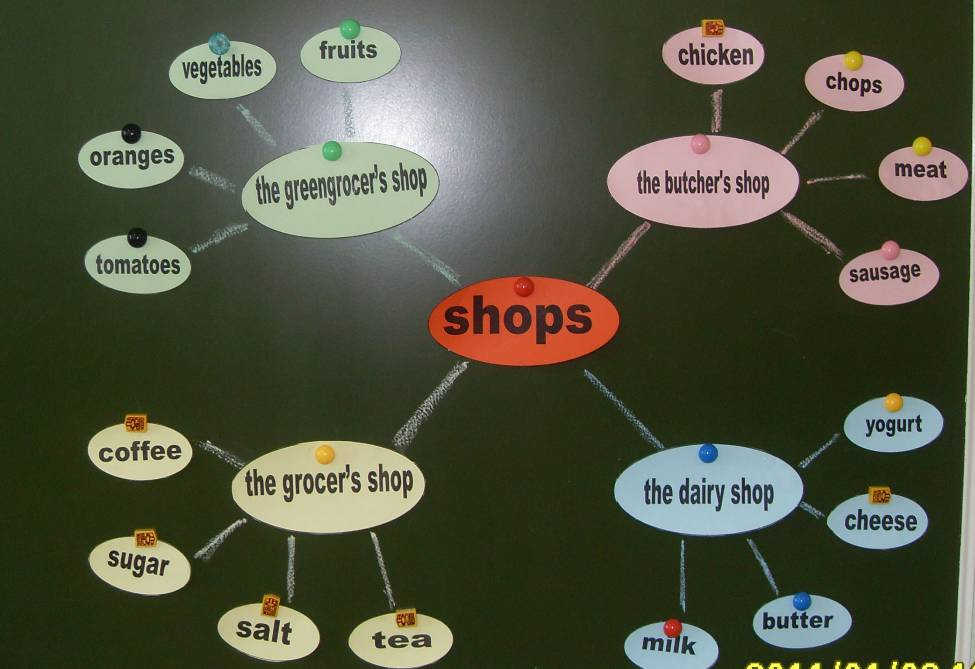 vegetables
fruits
oranges
the greengrocer's shop
tomatoes
chicken
chops
the butcher's shop
meat
sausage
shops
coffee
the grocer's shop
sugar
salt
tea
yogurt
the dairy shop
cheese
butter
milk